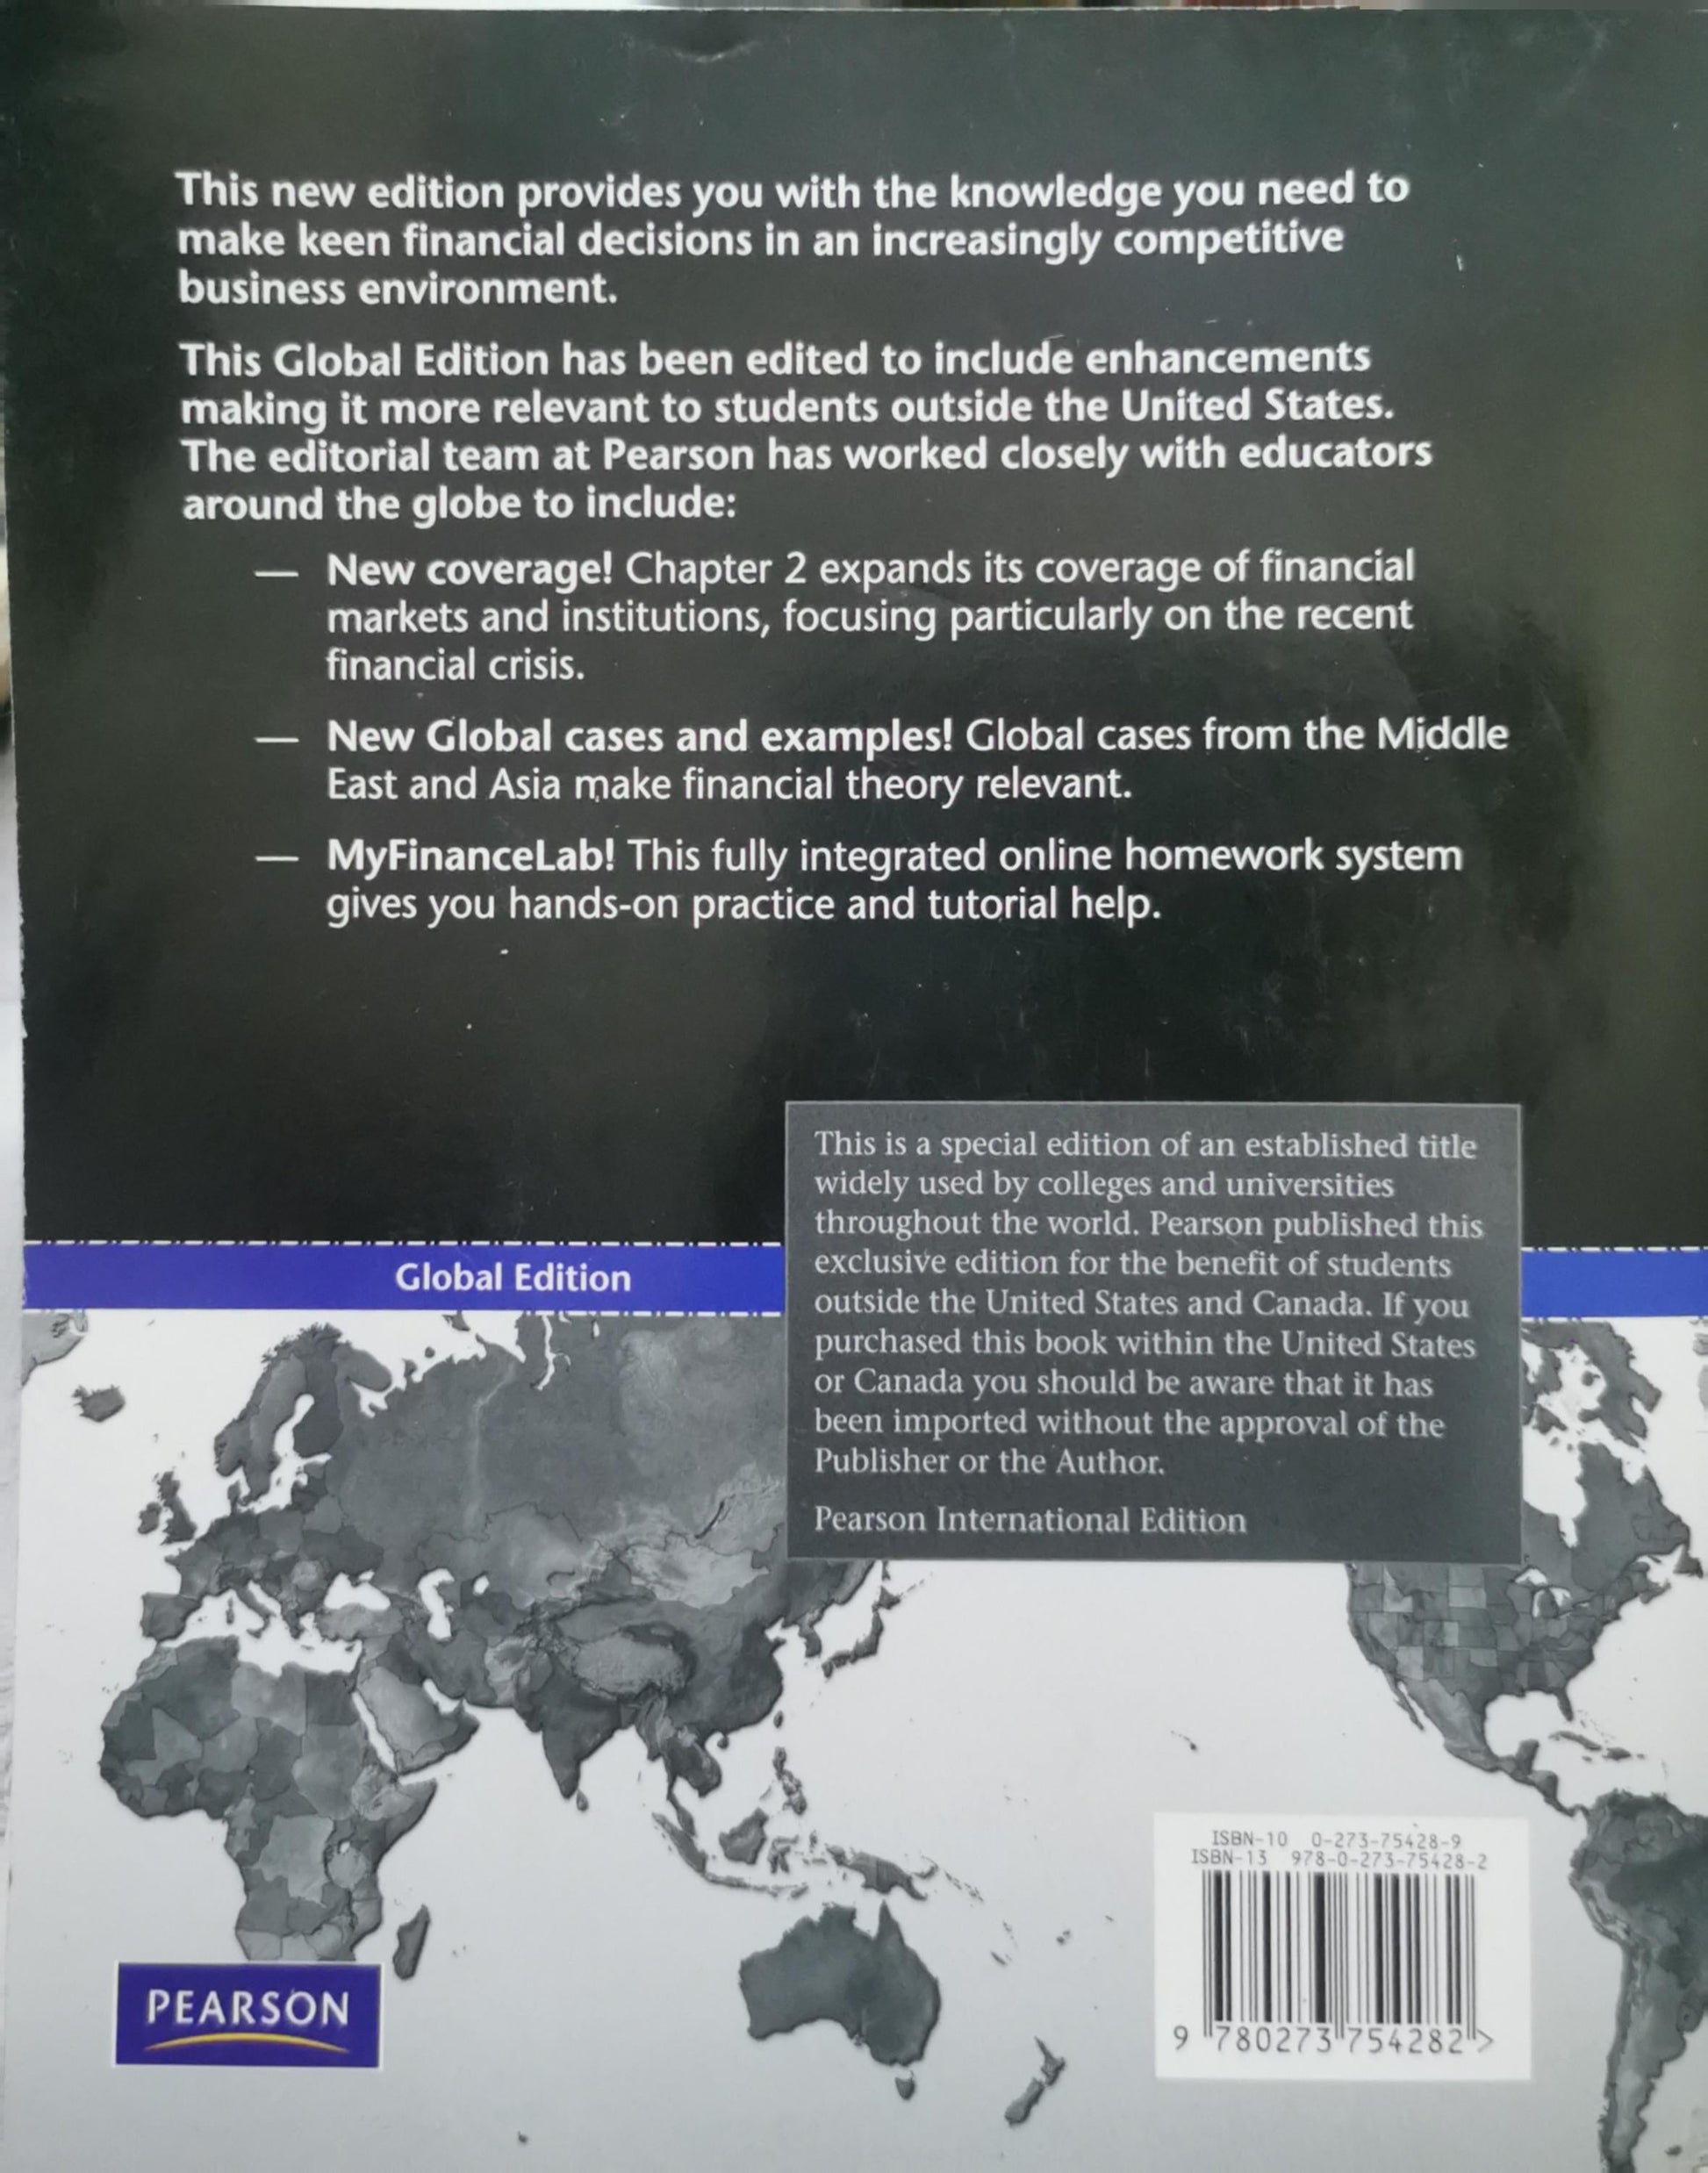 This new edition provides you with the knowledge you need to
make keen financial decisions in an increasingly competitive
business environment.
This Global Edition has been edited to include enhancements
making it more relevant to students outside the United States.
The editorial team at Pearson has worked closely with educators
around the globe to include:
— New coverage! Chapter 2 expands its coverage of financial
markets and institutions, focusing particularly on the recent
financial crisis.
— New Global cases and examples! Global cases from the Middle
East and Asia make financial theory relevant.
— MyFinanceLab! This fully integrated online homework system
gives you hands-on practice and tutorial help.
This is a special edition of an established title
widely used by colleges and universities
throughout the world. Pearson published this
exclusive edition for the benefit of students
outside the United States and Canada. If you
purchased this book within the United States
or Canada you should be aware that it has
been imported without the approval of the
Publisher or the Author.
Pearson International Edition
Global Edition
ISBN-10 0-273-75428-9
ISBN-13 978-0-273-75428-2
9 780273 754282 >
PEARSON